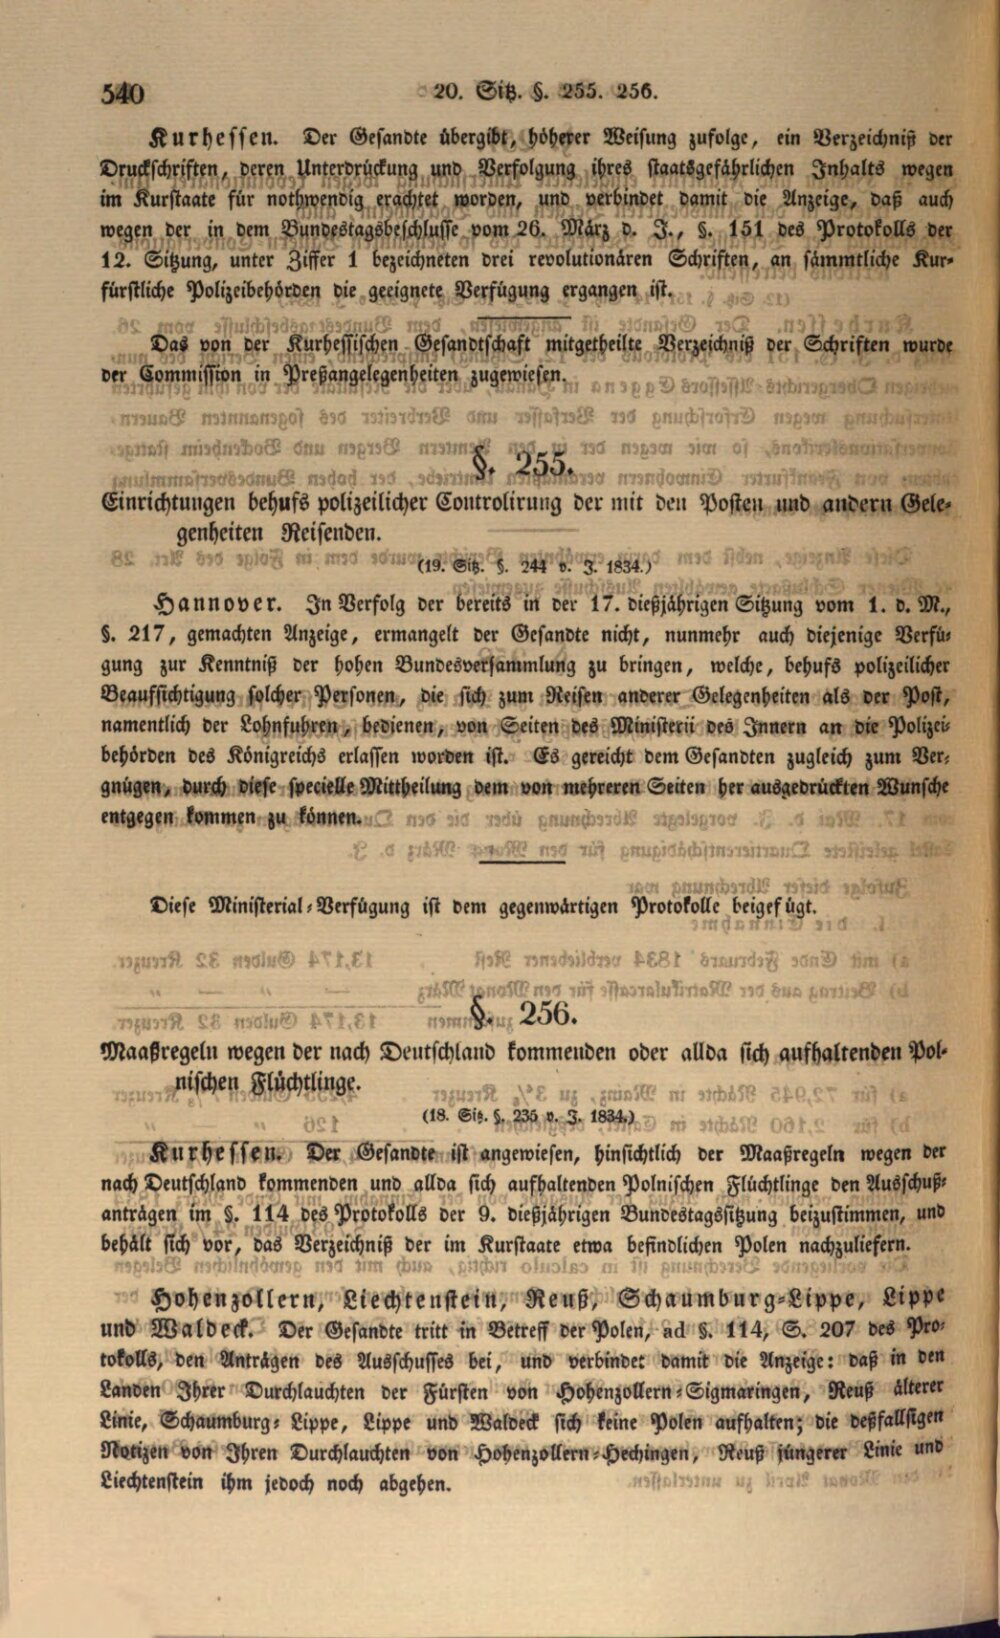 540
20. Sitz. §. 255. 256.
Kurhessen. Der Gesandte übergibt, höherer Weisung zufolge, ein Verzeichniß der
Druckschriften, deren Unterdrückung und Verfolgung ihres staatsgefährlichen Inhalts wegen
im Kurstaate für nothwendig erachtet worden, und verbindet damit die Anzeige, daß auch
wegen der in dem Bundestagsbeschlusse vom 26. März d. J., §. 151 des Protokolls der
12. Sitzung, unter Ziffer 1 bezeichneten drei revolutionären Schriften, an sämmtliche Kur-
fürstliche Polizeibehörden die geeignete Verfügung ergangen ist.
Das von der Kurhessischen Gesandtschaft mitgetheilte Verzeichniß der Schriften wurde
der Commission in Preßangelegenheiten zugewiesen.
§. 255.
Einrichtungen behufs polizeilicher Controlirung der mit den Posten und andern Gele-
genheiten Reisenden.
(19. Sitz. §. 244 v. J. 1834.)
Hannover. In Verfolg der bereits in der 17. dießjährigen Sitzung vom 1. d. M.,
§. 217, gemachten Anzeige, ermangelt der Gesandte nicht, nunmehr auch diejenige Verfü-
gung zur Kenntniß der hohen Bundesversammlung zu bringen, welche, behufs polizeilicher
Beaufsichtigung solcher Personen, die sich zum Reisen anderer Gelegenheiten als der Post,
namentlich der Lohnfuhren, bedienen, von Seiten des Ministerii des Innern an die Polizei-
behörden des Königreichs erlassen worden ist. Es gereicht dem Gesandten zugleich zum Ver-
gnügen, durch diese specielle Mittheilung dem von mehreren Seiten her ausgedrückten Wunsche
entgegen kommen zu können.
Diese Ministerial-Verfügung ist dem gegenwärtigen Protokolle beigefügt.
§. 256.
Maaßregeln wegen der nach Deutschland kommenden oder allda sich aufhaltenden Pol-
nischen Flüchtlinge.
(18. Sitz. §. 235 v. J. 1834.)
Kurhessen. Der Gesandte ist angewiesen, hinsichtlich der Maaßregeln wegen der
nach Deutschland kommenden und allda sich aufhaltenden Polnischen Flüchtlinge den Ausschuß-
anträgen im §. 114 des Protokolls der 9. dießjährigen Bundestagssitzung beizustimmen, und
behält sich vor, das Verzeichniß der im Kurstaate etwa befindlichen Polen nachzuliefern.
Hohenzollern, Liechtenstein, Reuß, Schaumburg-Lippe, Lippe
und Waldeck. Der Gesandte tritt in Betreff der Polen, ad §. 114, S. 207 des Pro-
tokolls, den Anträgen des Ausschusses bei, und verbindet damit die Anzeige: daß in den
Landen Ihrer Durchlauchten der Fürsten von Hohenzollern-Sigmaringen, Reuß älterer
Linie, Schaumburg-Lippe, Lippe und Waldeck sich keine Polen aufhalten; die deßfallsigen
Notizen von Ihren Durchlauchten von Hohenzollern-Hechingen, Reuß jüngerer Linie und
Liechtenstein ihm jedoch noch abgehen.